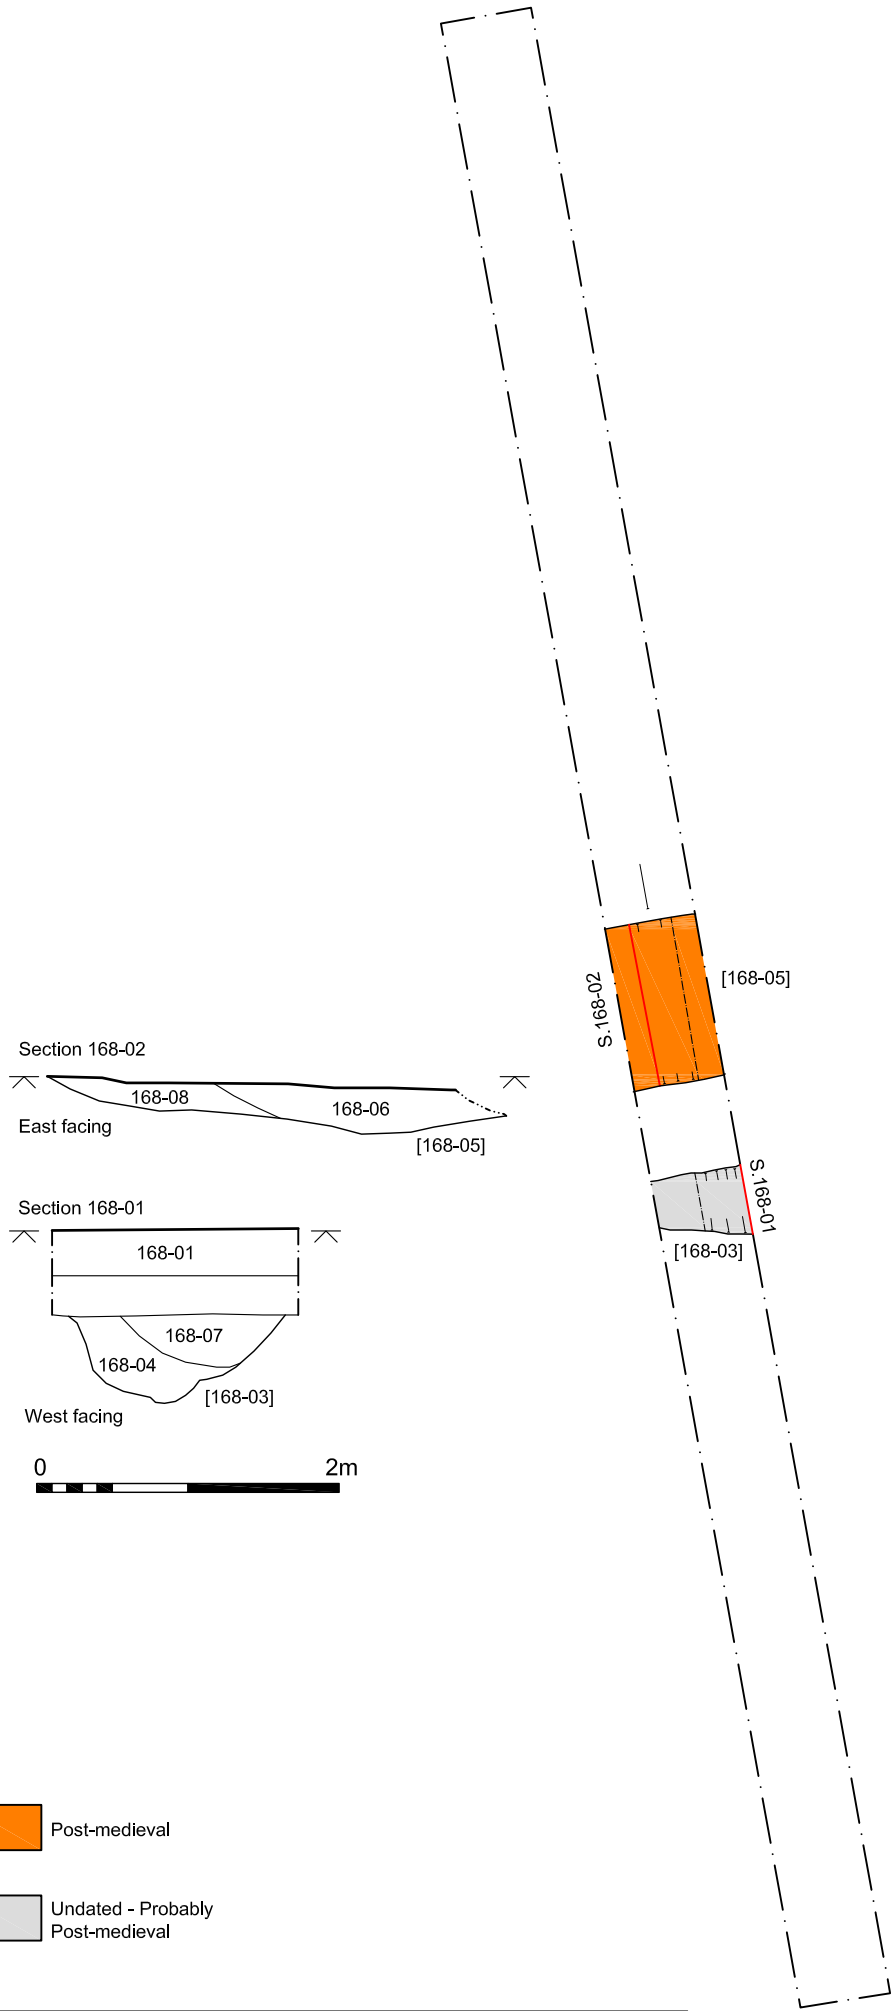 S.168-02
[168-05]
Section 168-02
168-08
168-06
East facing
[168-05]
S.168-01
[168-03]
Section 168-01
168-01
168-07
168-04
[168-03]
West facing
0 2m
Post-medieval
Undated - Probably
Post-medieval